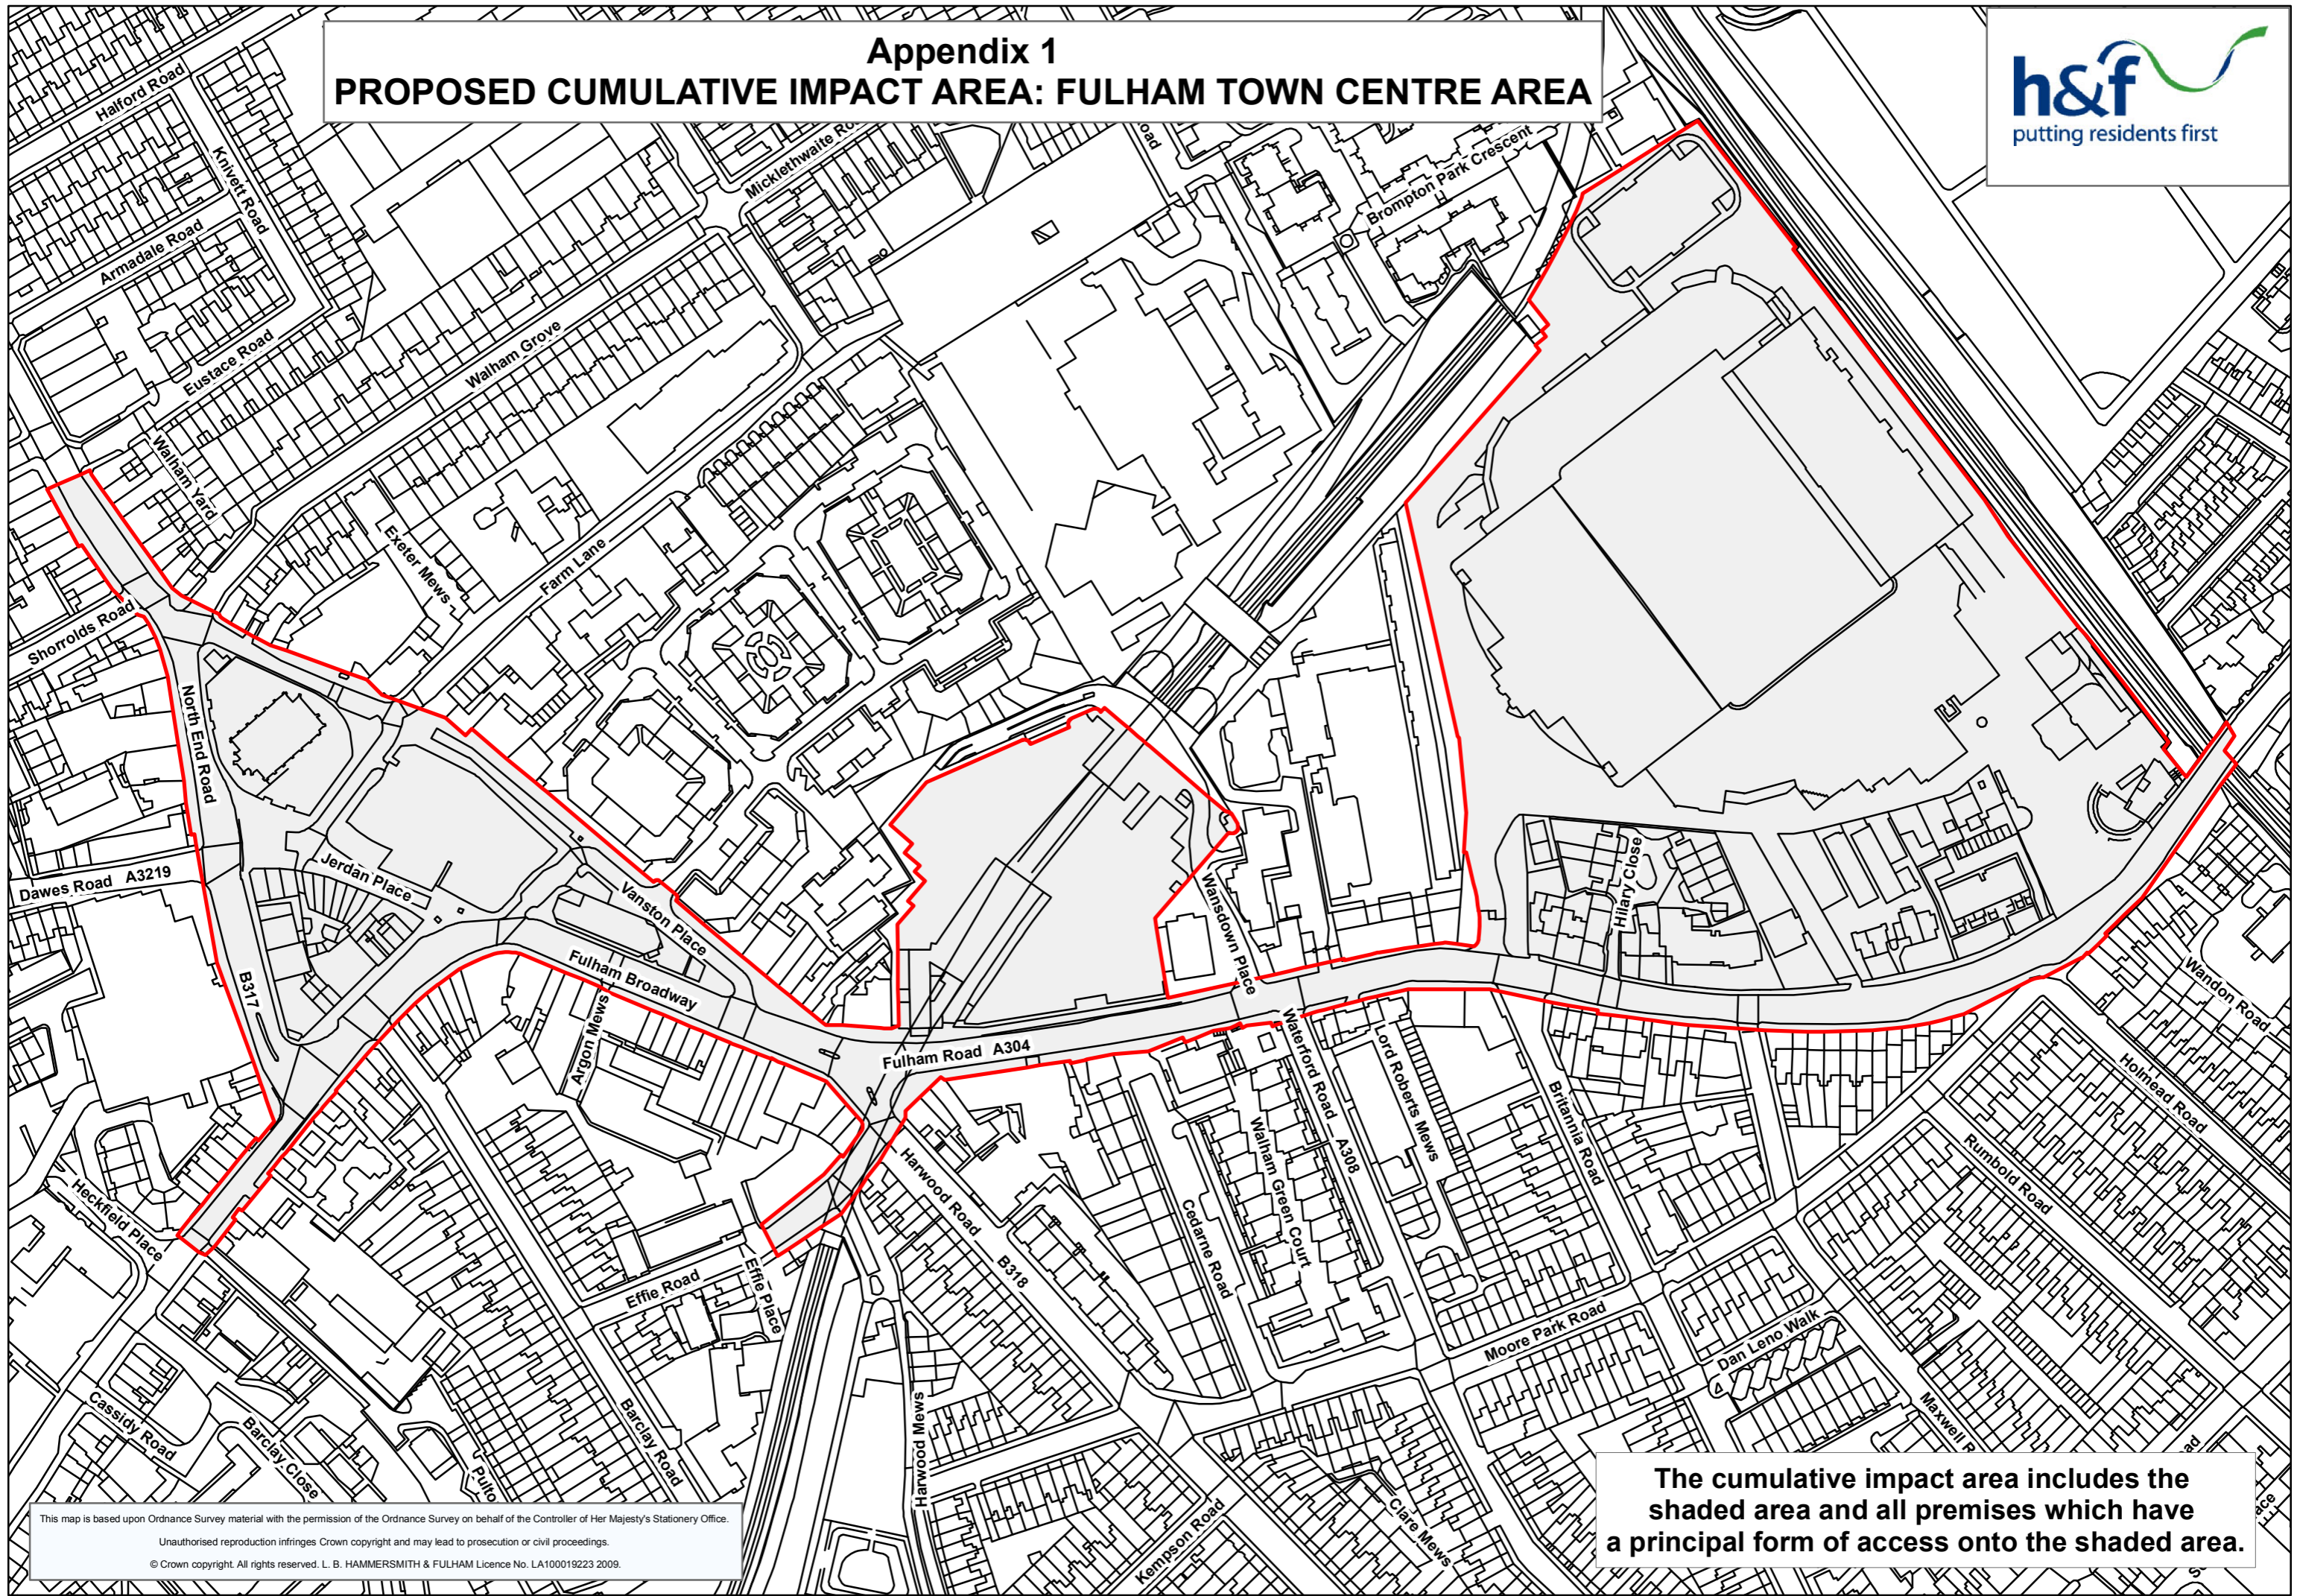 Appendix 1
PROPOSED CUMULATIVE IMPACT AREA: FULHAM TOWN CENTRE AREA
h&f
putting residents first
Halford Road
Knivett Road
Armadale Road
Eustace Road
Micklethwaite
Brompton Park Crescent
Walham Grove
Walham Yard
Exeter Mews
Farm Lane
Shorrolds Road
North End Road
Dawes Road A3219
Jerdan Place
Vanston Place
B317
Fulham Broadway
Argon Mews
Fulham Road A304
Wansdown Place
Hilary Close
Waterford Road A308
Lord Roberts Mews
Walham Green Court
Britannia Road
Wandon Road
Holmead Road
Rumbold Road
Harwood Road B318
Cedarne Road
Heckfield Place
Effie Road
Effie Place
Moore Park Road
Dan Leno Walk
Maxwell
Cassidy Road
Barclay Close
Barclay Road
Harwood Mews
Kempson Road
Clare Mews
The cumulative impact area includes the
shaded area and all premises which have
a principal form of access onto the shaded area.
This map is based upon Ordnance Survey material with the permission of the Ordnance Survey on behalf of the Controller of Her Majesty's Stationery Office.
Unauthorised reproduction infringes Crown copyright and may lead to prosecution or civil proceedings.
© Crown copyright. All rights reserved. L. B. HAMMERSMITH & FULHAM Licence No. LA100019223 2009.